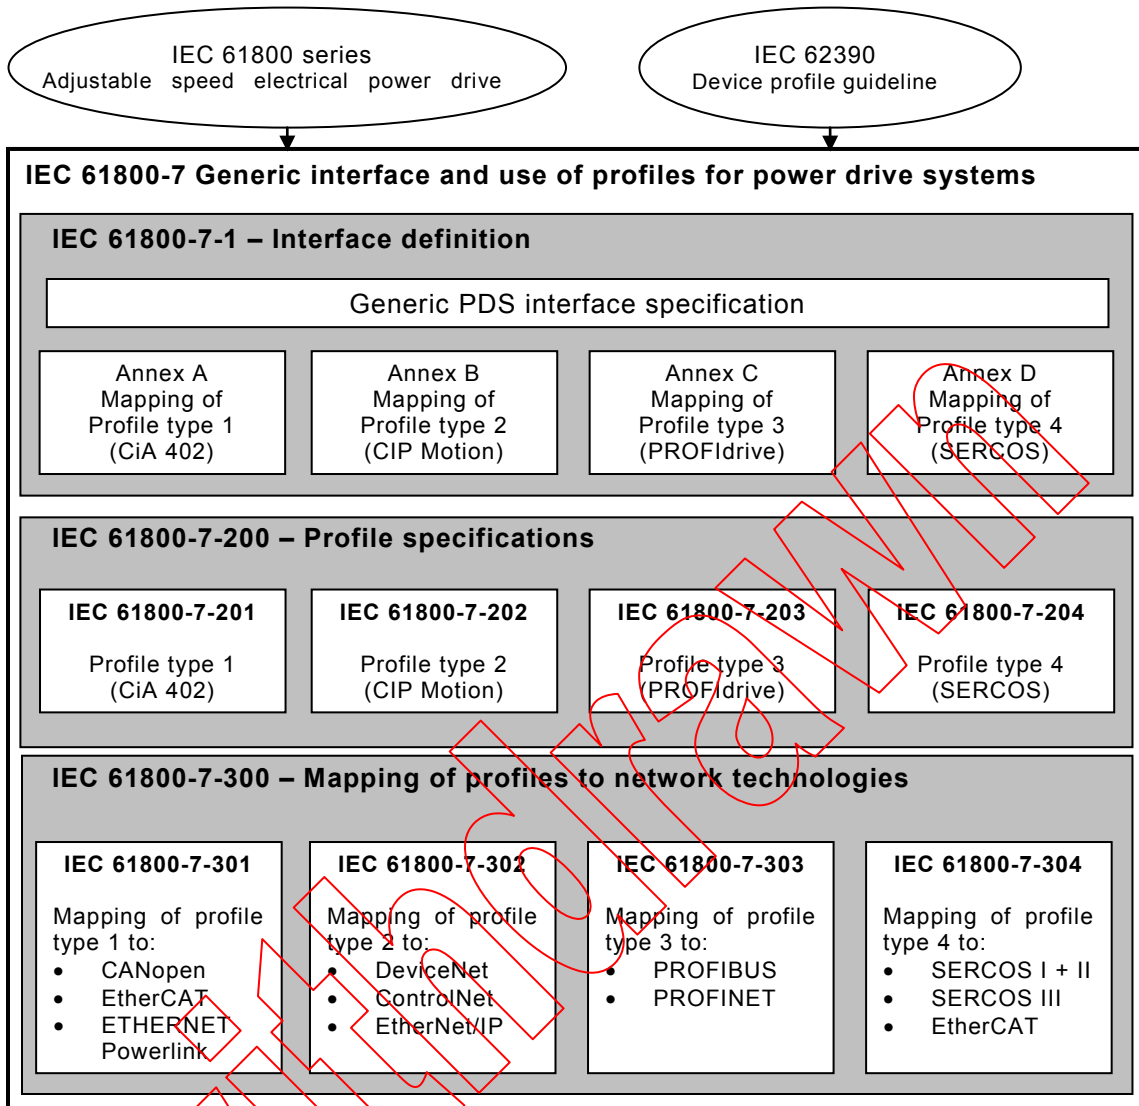 IEC 61800 series
Adjustable speed electrical power drive
IEC 62390
Device profile guideline
IEC 61800-7 Generic interface and use of profiles for power drive systems
IEC 61800-7-1 – Interface definition
Generic PDS interface specification
Annex A
Mapping of
Profile type 1
(CiA 402)
Annex B
Mapping of
Profile type 2
(CIP Motion)
Annex C
Mapping of
Profile type 3
(PROFIdrive)
Annex D
Mapping of
Profile type 4
(SERCOS)
IEC 61800-7-200 – Profile specifications
IEC 61800-7-201
Profile type 1
(CiA 402)
IEC 61800-7-202
Profile type 2
(CIP Motion)
IEC 61800-7-203
Profile type 3
(PROFIdrive)
IEC 61800-7-204
Profile type 4
(SERCOS)
IEC 61800-7-300 – Mapping of profiles to network technologies
IEC 61800-7-301
Mapping of profile
type 1 to:
• CANopen
• EtherCAT
• ETHERNET
Powerlink
IEC 61800-7-302
Mapping of profile
type 2 to:
• DeviceNet
• ControlNet
• EtherNet/IP
IEC 61800-7-303
Mapping of profile
type 3 to:
• PROFIBUS
• PROFINET
IEC 61800-7-304
Mapping of profile
type 4 to:
• SERCOS I + II
• SERCOS III
• EtherCAT